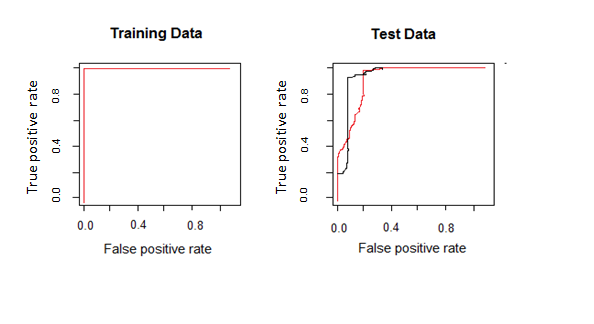 Training Data
True positive rate
0.0 0.4 0.8
0.0 0.4 0.8
False positive rate
Test Data
True positive rate
0.0 0.4 0.8
0.0 0.4 0.8
False positive rate